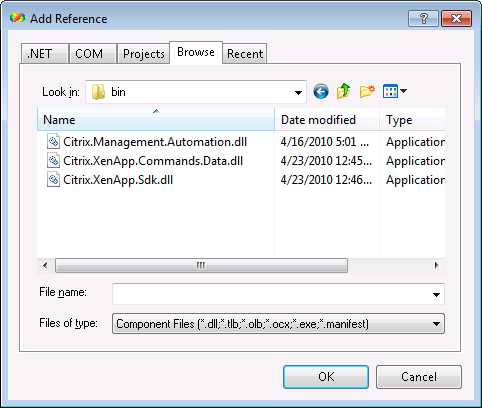 Add Reference
.NET COM Projects Browse Recent
Look in: bin
Name Date modified Type
Citrix.Management.Automation.dll 4/16/2010 5:01 ... Application
Citrix.XenApp.Commands.Data.dll 4/23/2010 12:45... Application
Citrix.XenApp.Sdk.dll 4/23/2010 12:46... Application
File name:
Files of type: Component Files (*.dll;*.tlb;*.olb;*.ocx;*.exe;*.manifest)
OK Cancel